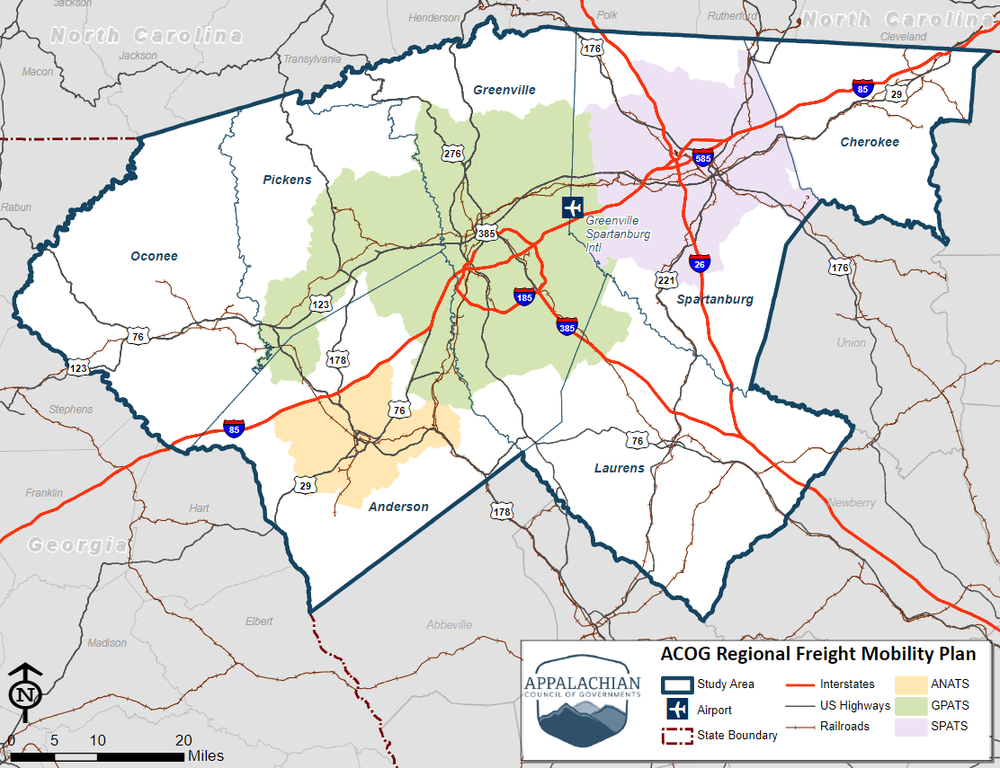 Jackson
Henderson
Polk
Rutherford
North Carolina
North Carolina
Cleveland
176
Jackson
Transylvania
Macon
Greenville
85
29
Cherokee
276
585
Pickens
Rabun
385
Greenville
Spartanburg
Intl
Oconee
26
176
221
185
Spartanburg
123
385
76
Union
178
123
Stephens
76
85
76
Laurens
29
Anderson
178
Franklin
Hart
Newberry
Georgia
Elbert
Abbeville
Madison
N
0 5 10 20
Miles
ACOG Regional Freight Mobility Plan
APPALACHIAN
COUNCIL OF GOVERNMENTS
Study Area
Airport
State Boundary
Interstates
US Highways
Railroads
ANATS
GPATS
SPATS